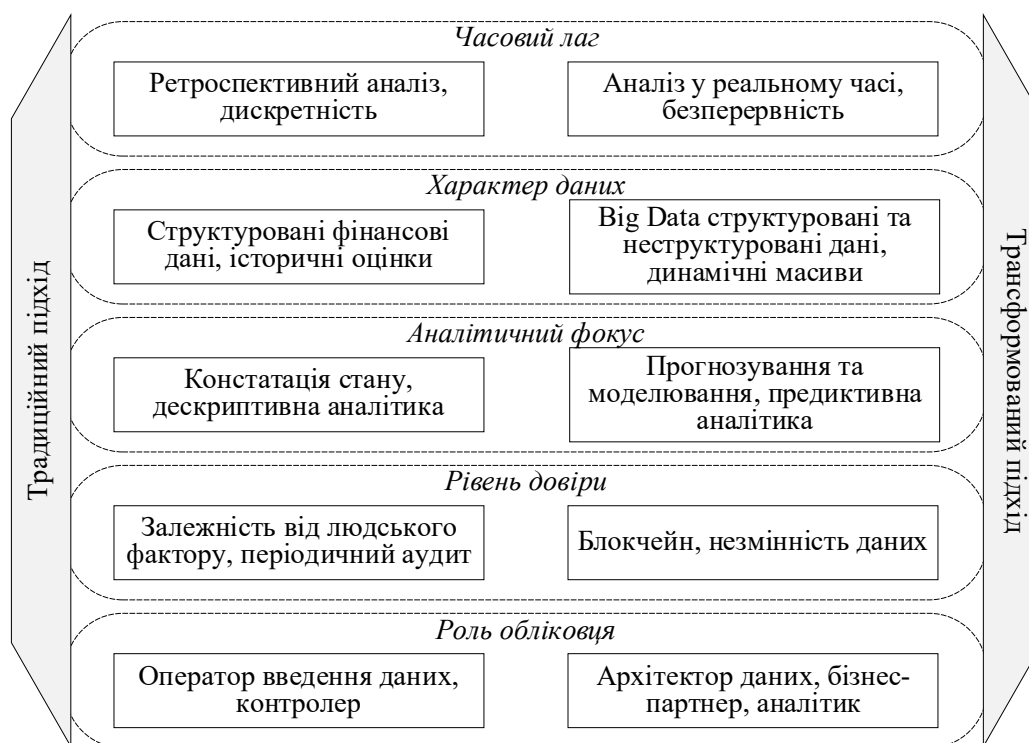 Традиційний підхід
Часовий лаг
Ретроспективний аналіз,
дискретність
Аналіз у реальному часі,
безперервність
Характер даних
Структуровані фінансові
дані, історичні оцінки
Big Data структуровані та
неструктуровані дані,
динамічні масиви
Аналітичний фокус
Констатація стану,
дескриптивна аналітика
Прогнозування та
моделювання, предиктивна
аналітика
Рівень довіри
Залежність від людського
фактору, періодичний аудит
Блокчейн, незмінність даних
Роль обліковця
Оператор введення даних,
контролер
Архітектор даних, бізнес-
партнер, аналітик
Трансформований підхід